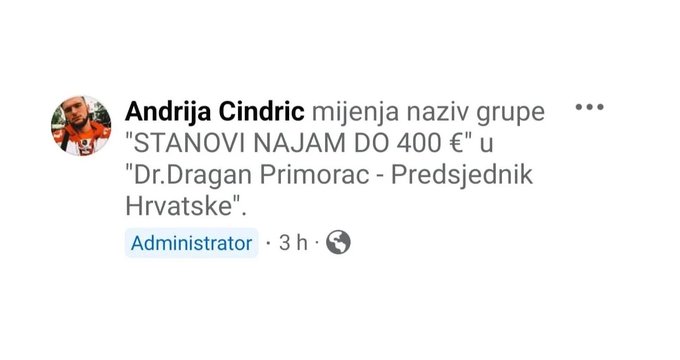 Andrija Cindric mijenja naziv grupe
"STANOVI NAJAM DO 400 €" u
"Dr.Dragan Primorac - Predsjednik
Hrvatske".
Administrator · 3 h ·